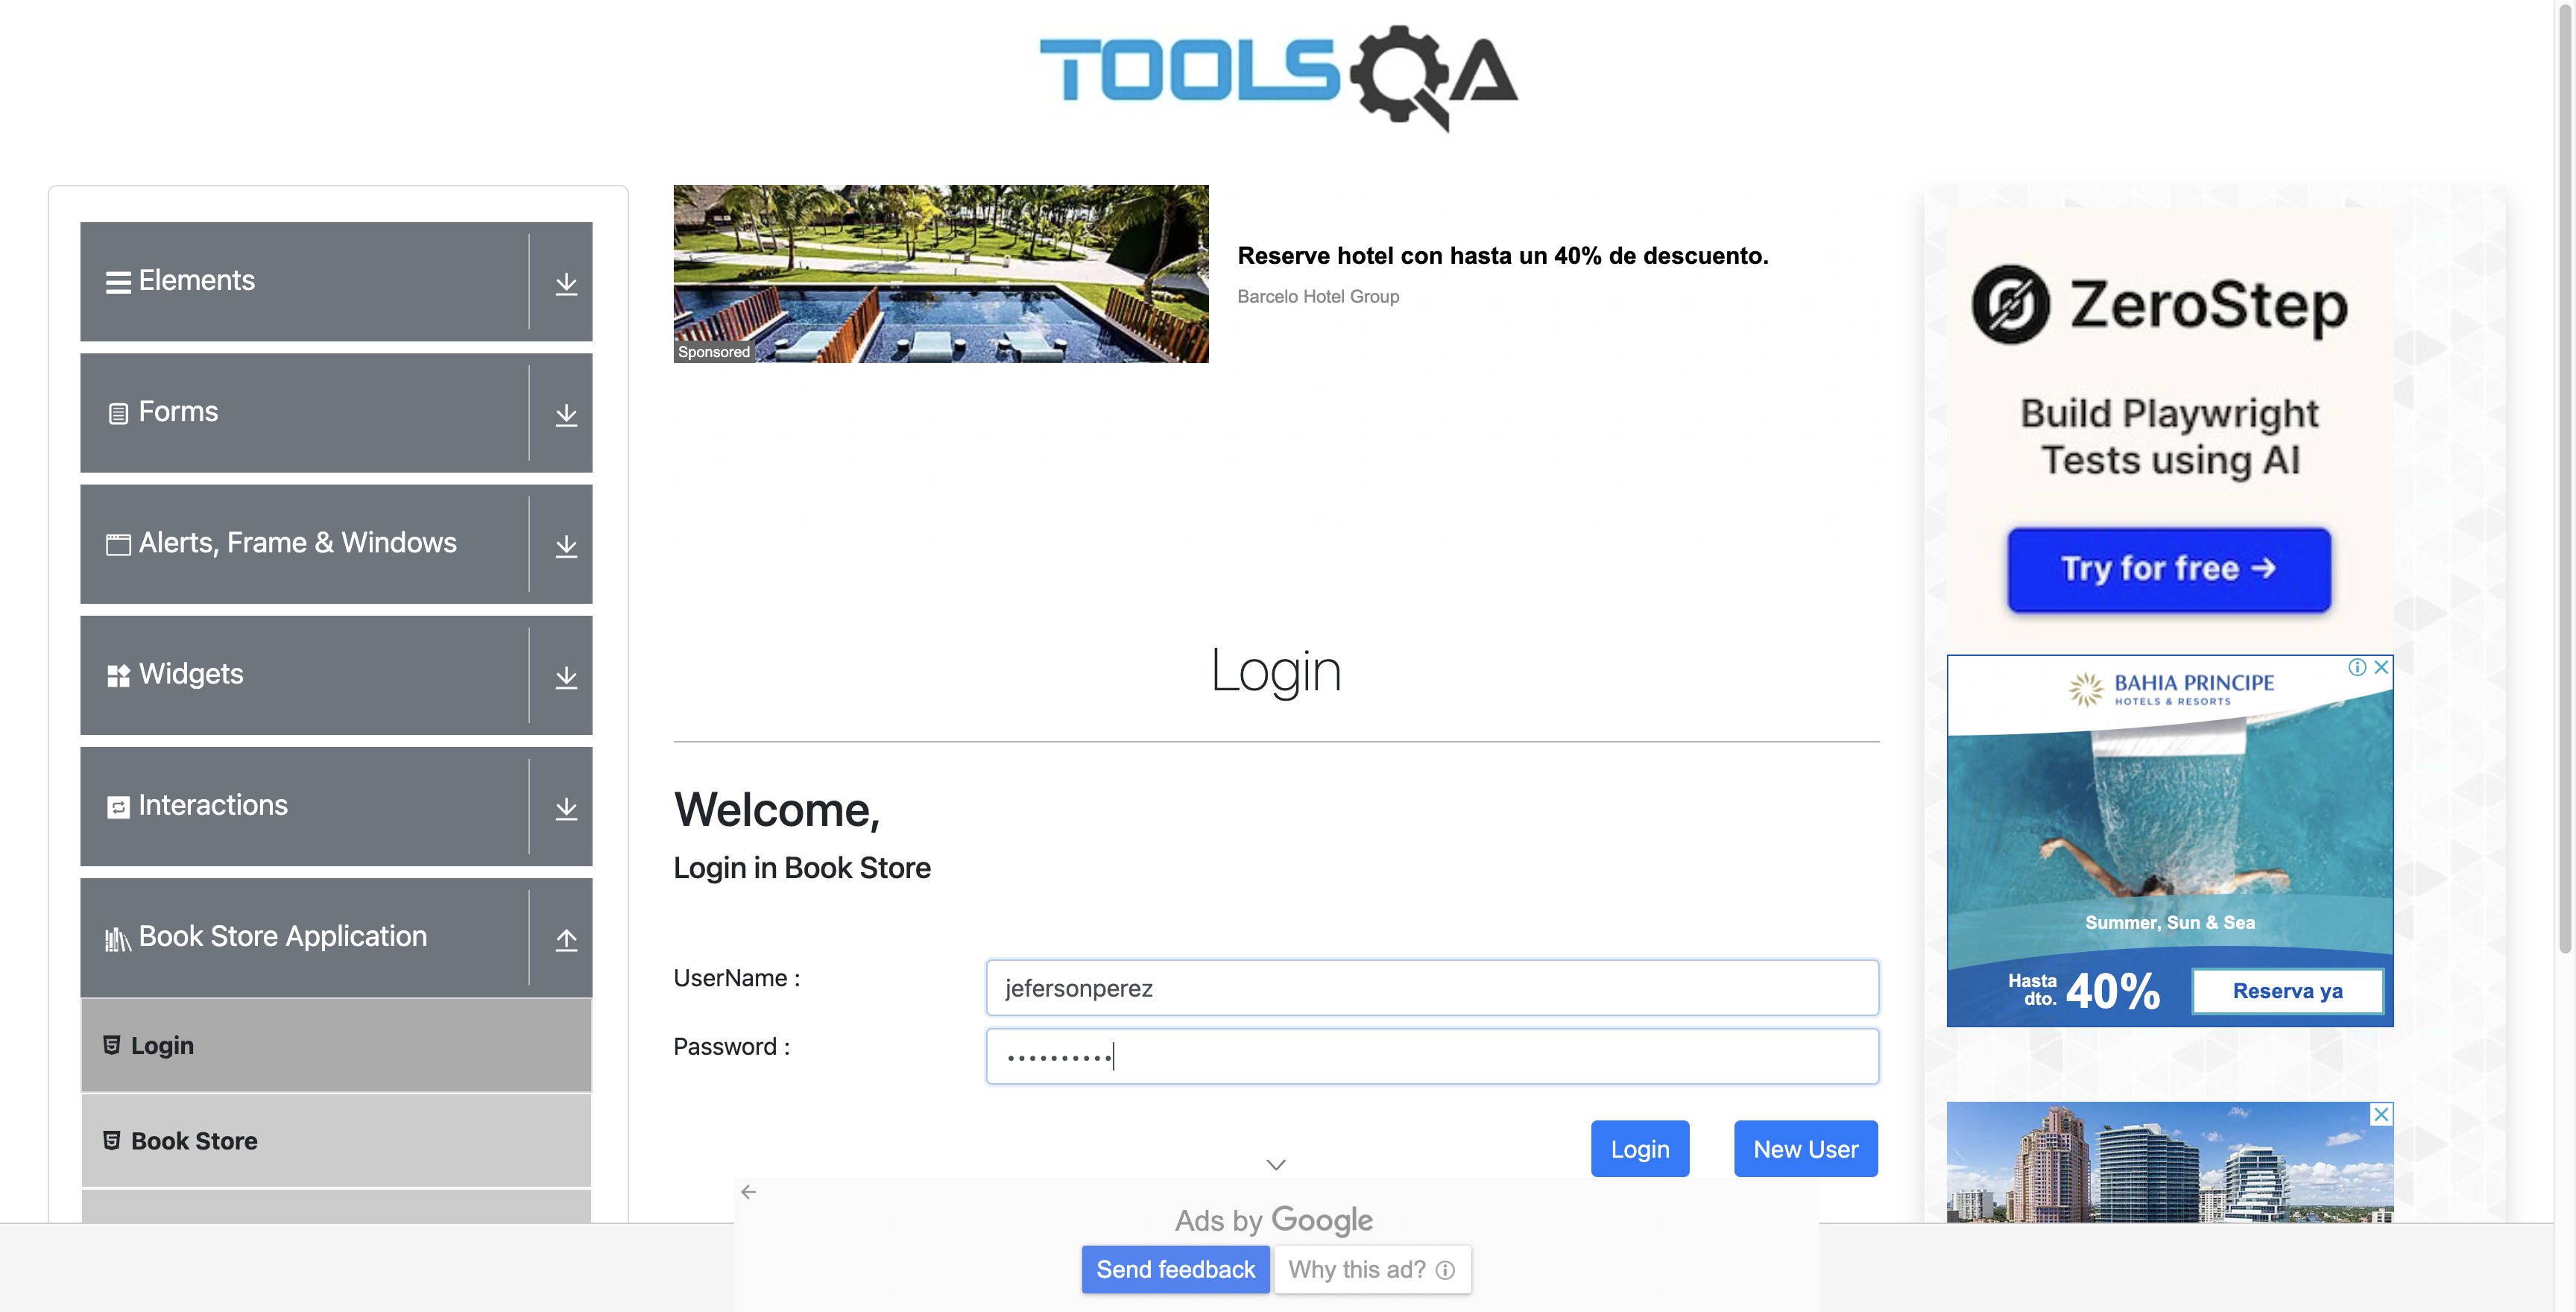 TOOLSQA
Elements
Forms
Alerts, Frame & Windows
Widgets
Interactions
Book Store Application
Login
Book Store
Sponsored
Reserve hotel con hasta un 40% de descuento.
Barcelo Hotel Group
Login
Welcome,
Login in Book Store
UserName :
jefersonperez
Password :
Login
New User
Ads by Google
Send feedback
Why this ad?
ZeroStep
Build Playwright
Tests using AI
Try for free →
BAHIA PRINCIPE
HOTELS & RESORTS
Summer, Sun & Sea
Hasta
dto. 40%
Reserva ya